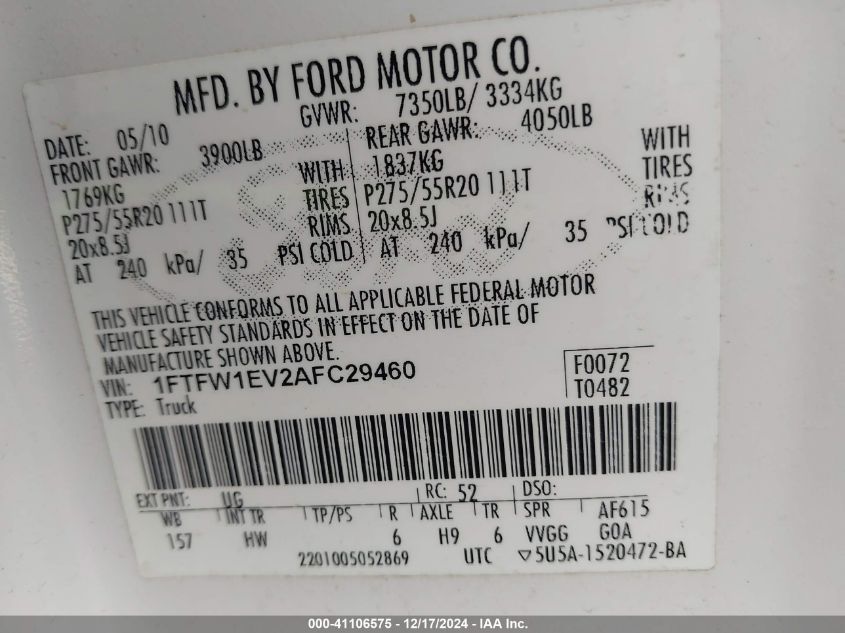 MFD. BY FORD MOTOR CO.
DATE: 05/10 GVWR: 7350LB/ 3334KG
FRONT GAWR: 3900LB REAR GAWR: 4050LB
1769KG WITH 1837KG WITH
P275/55R20 111T TIRES P275/55R20 111T TIRES
20x8.5J RIMS 20x8.5J RIMS
AT 240 kPa/ 35 PSI COLD AT 240 kPa/ 35 PSI COLD
THIS VEHICLE CONFORMS TO ALL APPLICABLE FEDERAL MOTOR
VEHICLE SAFETY STANDARDS IN EFFECT ON THE DATE OF
MANUFACTURE SHOWN ABOVE.
VIN: 1FTFW1EV2AFC29460 F0072
TYPE: Truck T0482
EXT PNT: UG RC: 52 DSO:
WB INT TR TP/PS R AXLE TR SPR AF615
157 HW 6 H9 6 VVGG GOA
2201005052869 UTC ▽5U5A-1520472-BA
000-41106575 - 12/17/2024 - IAA Inc.